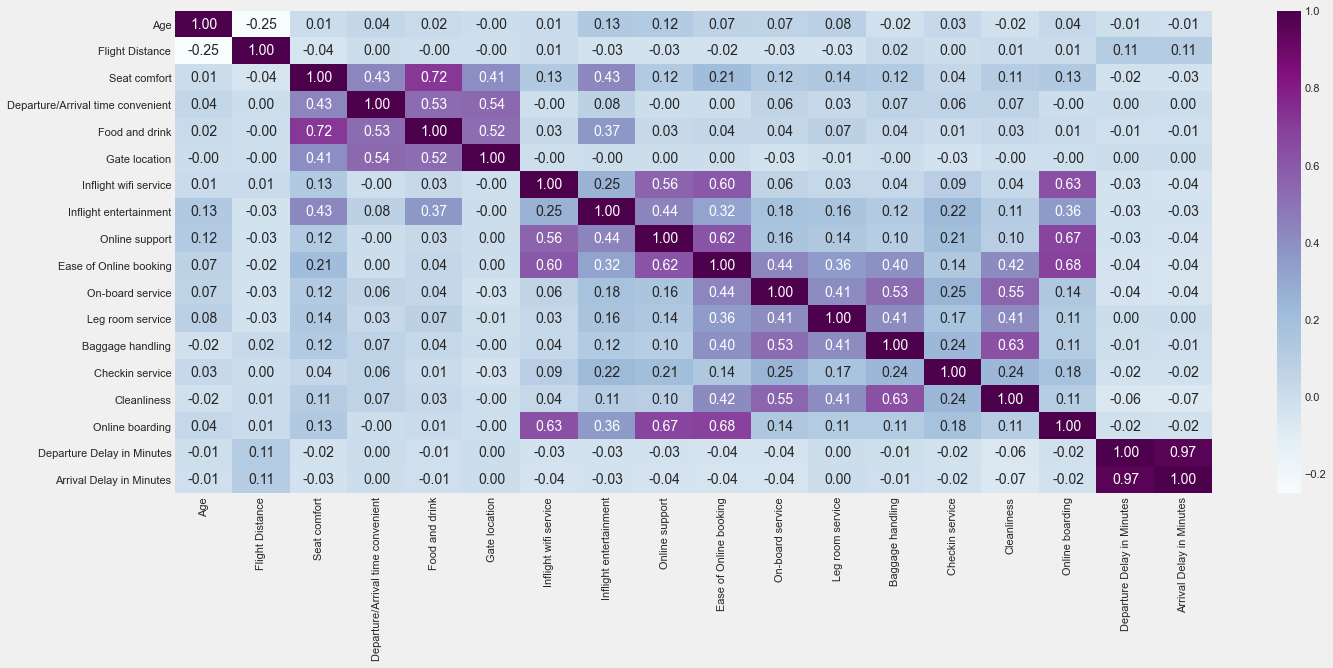 Age 1.00 -0.25 0.01 0.04 0.02 -0.00 0.01 0.13 0.12 0.07 0.07 0.08 -0.02 0.03 -0.02 0.04 -0.01 -0.01
Flight Distance -0.25 1.00 -0.04 0.00 -0.00 -0.00 0.01 -0.03 -0.03 -0.02 -0.03 -0.03 0.02 0.00 0.01 0.01 0.11 0.11
Seat comfort 0.01 -0.04 1.00 0.43 0.72 0.41 0.13 0.43 0.12 0.21 0.12 0.14 0.12 0.04 0.11 0.13 -0.02 -0.03
Departure/Arrival time convenient 0.04 0.00 0.43 1.00 0.53 0.54 -0.00 0.08 -0.00 0.00 0.06 0.03 0.07 0.06 0.07 -0.00 0.00 0.00
Food and drink 0.02 -0.00 0.72 0.53 1.00 0.52 0.03 0.37 0.03 0.04 0.04 0.07 0.04 0.01 0.03 0.01 -0.01 -0.01
Gate location -0.00 -0.00 0.41 0.54 0.52 1.00 -0.00 -0.00 0.00 0.00 -0.03 -0.01 -0.00 -0.03 -0.00 -0.00 0.00 0.00
Inflight wifi service 0.01 0.01 0.13 -0.00 0.03 -0.00 1.00 0.25 0.56 0.60 0.06 0.03 0.04 0.09 0.04 0.63 -0.03 -0.04
Inflight entertainment 0.13 -0.03 0.43 0.08 0.37 -0.00 0.25 1.00 0.44 0.32 0.18 0.16 0.12 0.22 0.11 0.36 -0.03 -0.03
Online support 0.12 -0.03 0.12 -0.00 0.03 0.00 0.56 0.44 1.00 0.62 0.16 0.14 0.10 0.21 0.10 0.67 -0.03 -0.04
Ease of Online booking 0.07 -0.02 0.21 0.00 0.04 0.00 0.60 0.32 0.62 1.00 0.44 0.36 0.40 0.14 0.42 0.68 -0.04 -0.04
On-board service 0.07 -0.03 0.12 0.06 0.04 -0.03 0.06 0.18 0.16 0.44 1.00 0.41 0.53 0.25 0.55 0.14 -0.04 -0.04
Leg room service 0.08 -0.03 0.14 0.03 0.07 -0.01 0.03 0.16 0.14 0.36 0.41 1.00 0.41 0.17 0.41 0.11 0.00 0.00
Baggage handling -0.02 0.02 0.12 0.07 0.04 -0.00 0.04 0.12 0.10 0.40 0.53 0.41 1.00 0.24 0.63 0.11 -0.01 -0.01
Checkin service 0.03 0.00 0.04 0.06 0.01 -0.03 0.09 0.22 0.21 0.14 0.25 0.17 0.24 1.00 0.24 0.18 -0.02 -0.02
Cleanliness -0.02 0.01 0.11 0.07 0.03 -0.00 0.04 0.11 0.10 0.42 0.55 0.41 0.63 0.24 1.00 0.11 -0.06 -0.07
Online boarding 0.04 0.01 0.13 -0.00 0.01 -0.00 0.63 0.36 0.67 0.68 0.14 0.11 0.11 0.18 0.11 1.00 -0.02 -0.02
Departure Delay in Minutes -0.01 0.11 -0.02 0.00 -0.01 0.00 -0.03 -0.03 -0.03 -0.04 -0.04 0.00 -0.01 -0.02 -0.06 -0.02 1.00 0.97
Arrival Delay in Minutes -0.01 0.11 -0.03 0.00 -0.01 0.00 -0.04 -0.03 -0.04 -0.04 -0.04 0.00 -0.01 -0.02 -0.07 -0.02 0.97 1.00
Age
Flight Distance
Seat comfort
Departure/Arrival time convenient
Food and drink
Gate location
Inflight wifi service
Inflight entertainment
Online support
Ease of Online booking
On-board service
Leg room service
Baggage handling
Checkin service
Cleanliness
Online boarding
Departure Delay in Minutes
Arrival Delay in Minutes
1.0
0.8
0.6
0.4
0.2
0.0
−0.2